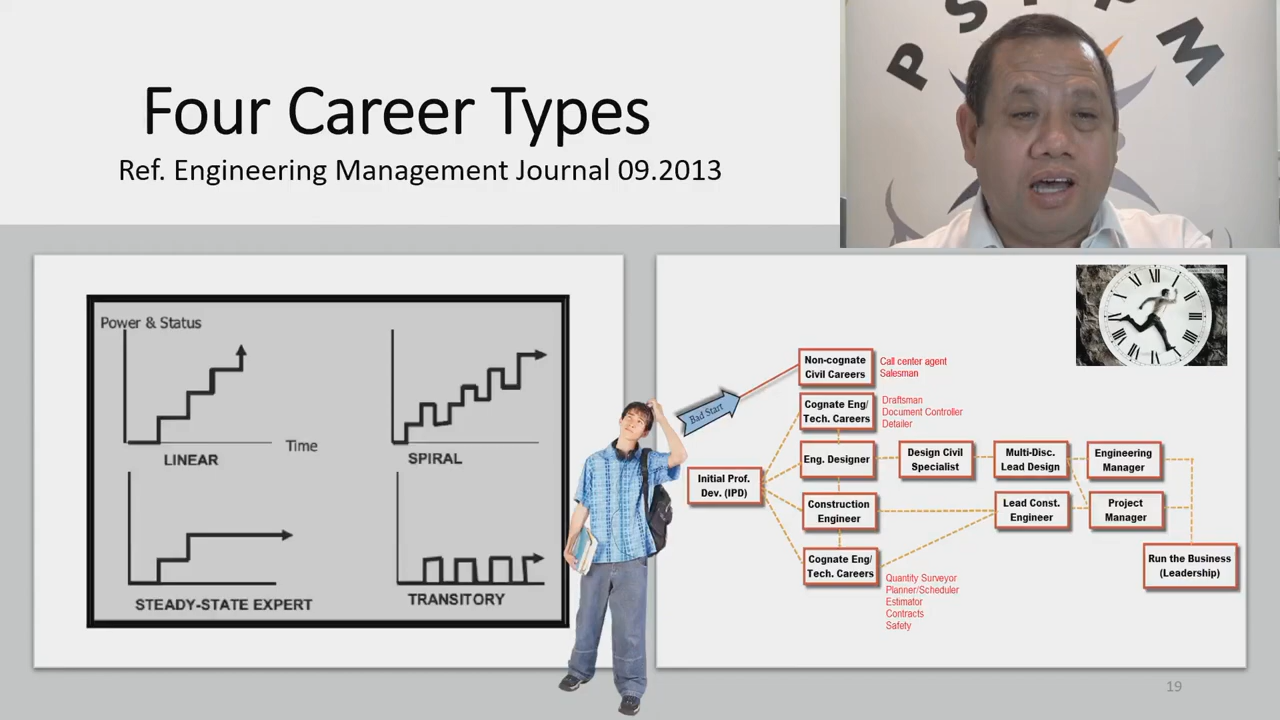 PSTPM
Four Career Types
Ref. Engineering Management Journal 09.2013
Power & Status
Time
LINEAR
SPIRAL
STEADY-STATE EXPERT
TRANSITORY
Bad Start
Non-cognate
Civil Careers
Call center agent
Salesman
Cognate Eng/
Tech. Careers
Draftsman
Document Controller
Detailer
Initial Prof.
Dev. (IPD)
Eng. Designer
Design Civil
Specialist
Multi-Disc.
Lead Design
Engineering
Manager
Construction
Engineer
Lead Const.
Engineer
Project
Manager
Cognate Eng/
Tech. Careers
Quantity Surveyor
Planner/Scheduler
Estimator
Contracts
Safety
Run the Business
(Leadership)
19